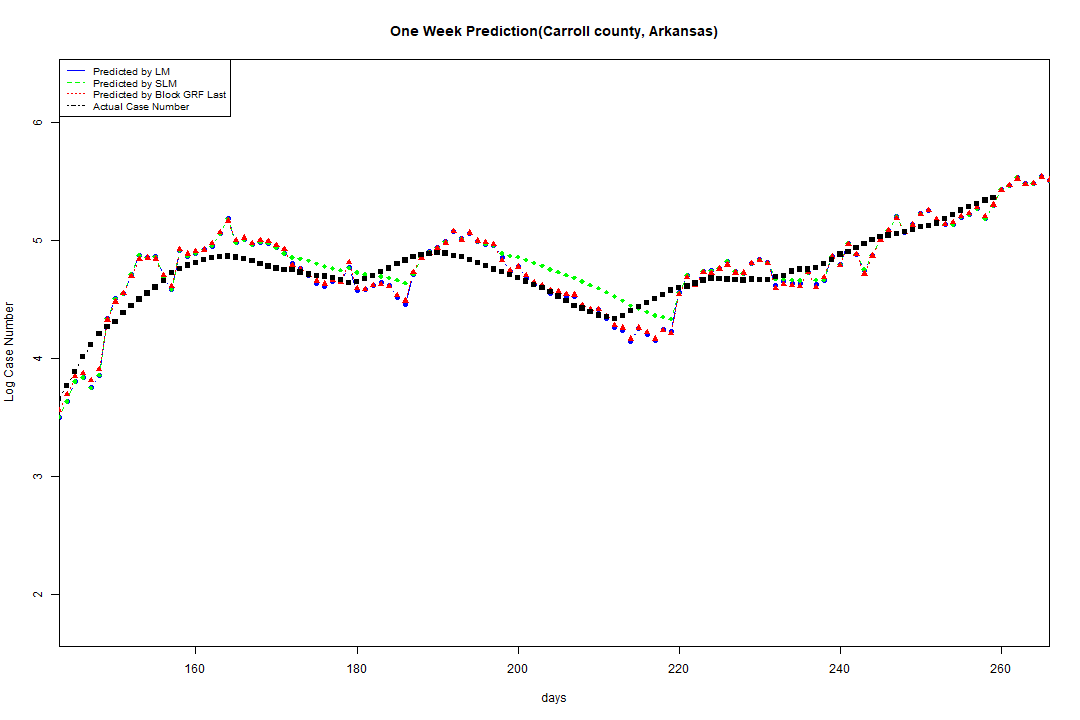 One Week Prediction(Carroll county, Arkansas)
Predicted by LM
Predicted by SLM
Predicted by Block GRF Last
Actual Case Number
Log Case Number
6
5
4
3
2
160 180 200 220 240 260
days